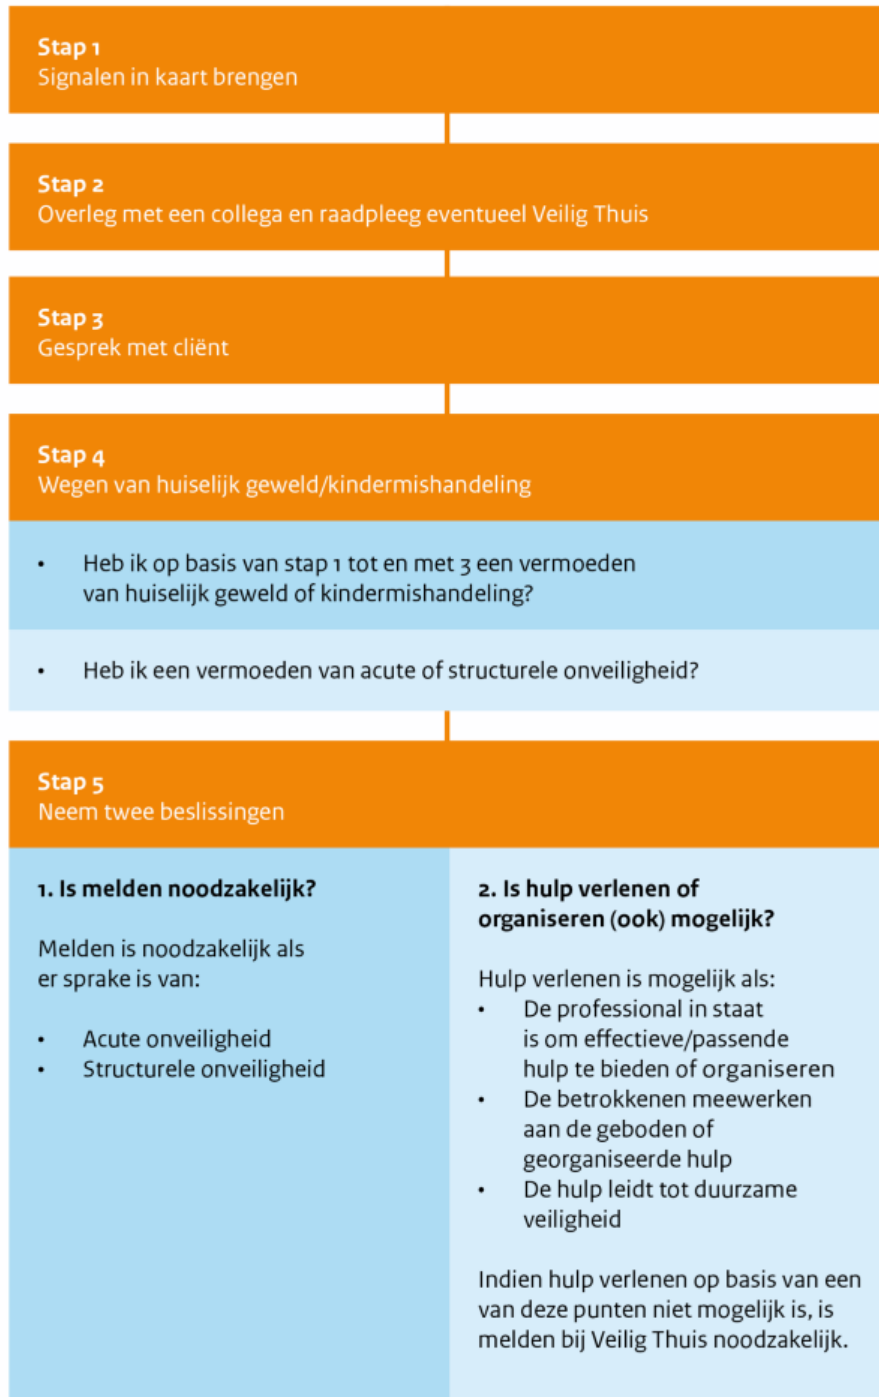 Stap 1
Signalen in kaart brengen
Stap 2
Overleg met een collega en raadpleeg eventueel Veilig Thuis
Stap 3
Gesprek met cliënt
Stap 4
Wegen van huiselijk geweld/kindermishandeling
• Heb ik op basis van stap 1 tot en met 3 een vermoeden
van huiselijk geweld of kindermishandeling?
• Heb ik een vermoeden van acute of structurele onveiligheid?
Stap 5
Neem twee beslissingen
1. Is melden noodzakelijk?
Melden is noodzakelijk als
er sprake is van:
• Acute onveiligheid
• Structurele onveiligheid
2. Is hulp verlenen of
organiseren (ook) mogelijk?
Hulp verlenen is mogelijk als:
• De professional in staat
is om effectieve/passende
hulp te bieden of organiseren
• De betrokkenen meewerken
aan de geboden of
georganiseerde hulp
• De hulp leidt tot duurzame
veiligheid
Indien hulp verlenen op basis van een
van deze punten niet mogelijk is, is
melden bij Veilig Thuis noodzakelijk.